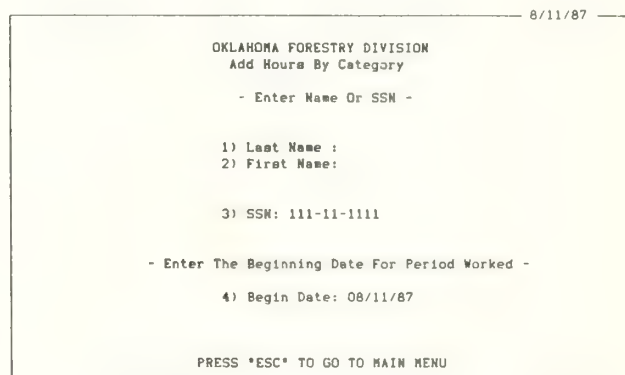 8/11/87
OKLAHOMA FORESTRY DIVISION
Add Hours By Category
- Enter Name Or SSN -
1) Last Name :
2) First Name:
3) SSN: 111-11-1111
- Enter The Beginning Date For Period Worked -
4) Begin Date: 08/11/87
PRESS "ESC" TO GO TO MAIN MENU